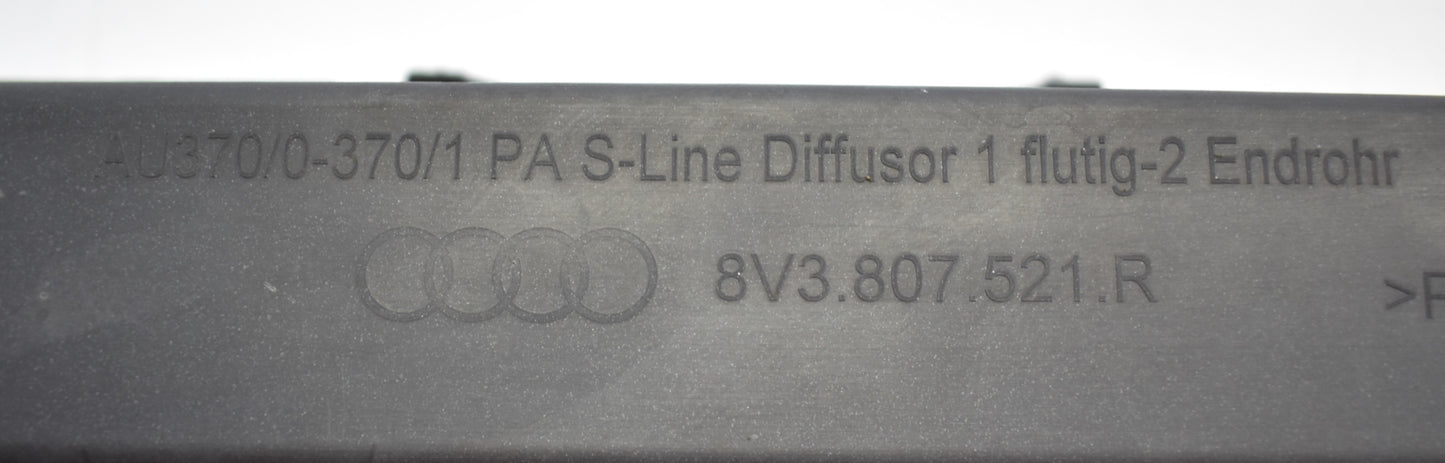 AU370/0-370/1 PA S-Line Diffusor 1 flutig-2 Endrohr
8V3.807.521.R
>P